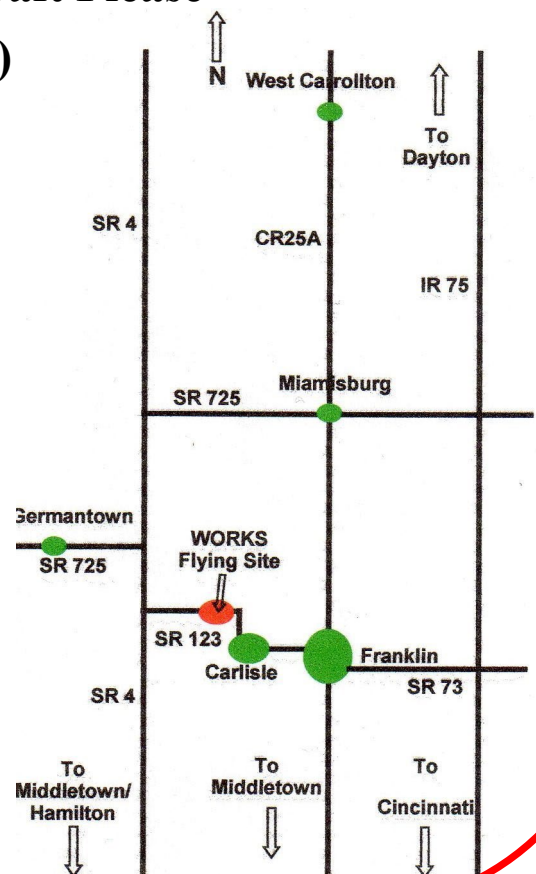 )
N
West Carrollton
To
Dayton
SR 4
CR25A
IR 75
Miamisburg
SR 725
Germantown
SR 725
WORKS
Flying Site
SR 123
Carlisle
Franklin
SR 73
SR 4
To
Middletown/
Hamilton
To
Middletown
To
Cincinnati